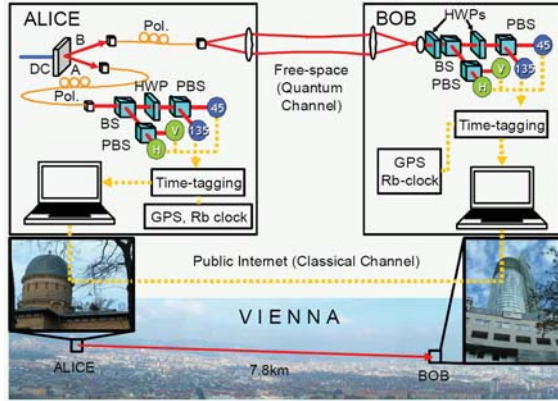 ALICE
B
Pol.
DC
A
Pol.
HWP
PBS
45
BS
135
V
PBS
H
Time-tagging
GPS, Rb clock
Free-space
(Quantum
Channel)
BOB
HWPs
PBS
45
BS
135
V
PBS
H
Time-tagging
GPS
Rb-clock
Public Internet (Classical Channel)
VIENNA
ALICE
7.8km
BOB